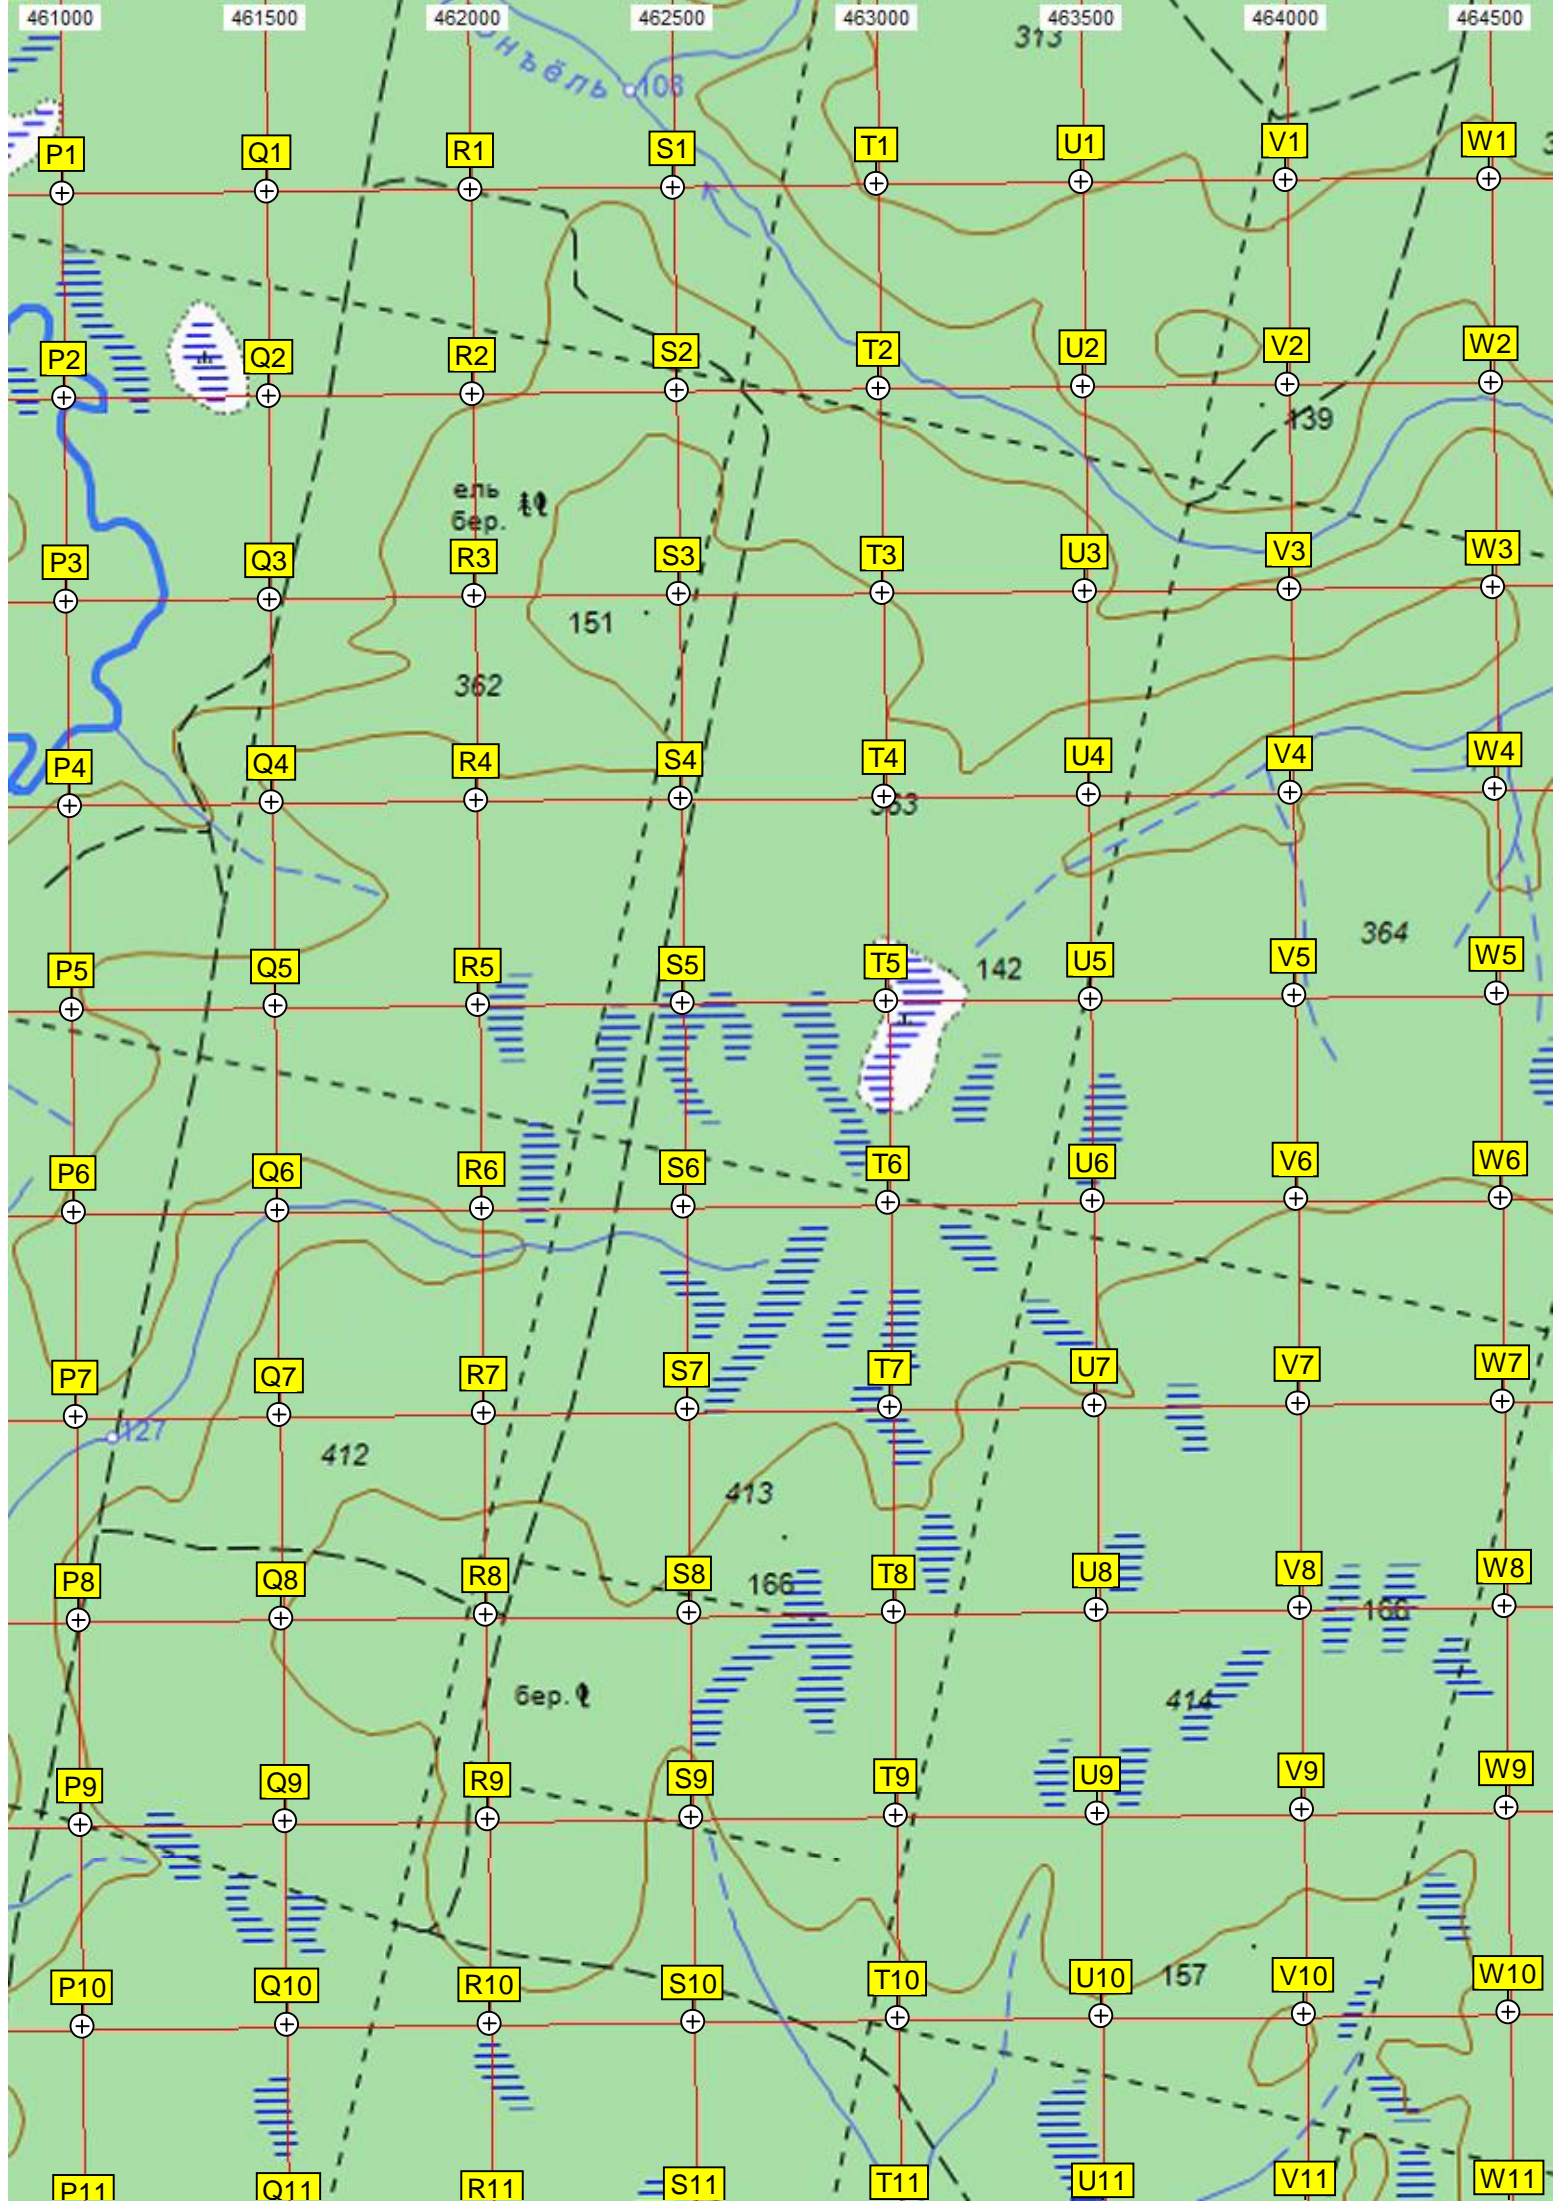 461000 461500 462000 462500 463000 463500 464000 464500
313
108
P1 Q1 R1 S1 T1 U1 V1 W1
P2 Q2 R2 S2 T2 U2 V2 W2
139
ель
бер.
P3 Q3 R3 S3 T3 U3 V3 W3
151
362
P4 Q4 R4 S4 T4 U4 V4 W4
363
364
P5 Q5 R5 S5 T5 142 U5 V5 W5
P6 Q6 R6 S6 T6 U6 V6 W6
P7 Q7 R7 S7 T7 U7 V7 W7
127
412
413
P8 Q8 R8 S8 T8 U8 V8 W8
166
166
бер.
414
P9 Q9 R9 S9 T9 U9 V9 W9
P10 Q10 R10 S10 T10 U10 157 V10 W10
P11 Q11 R11 S11 T11 U11 V11 W11